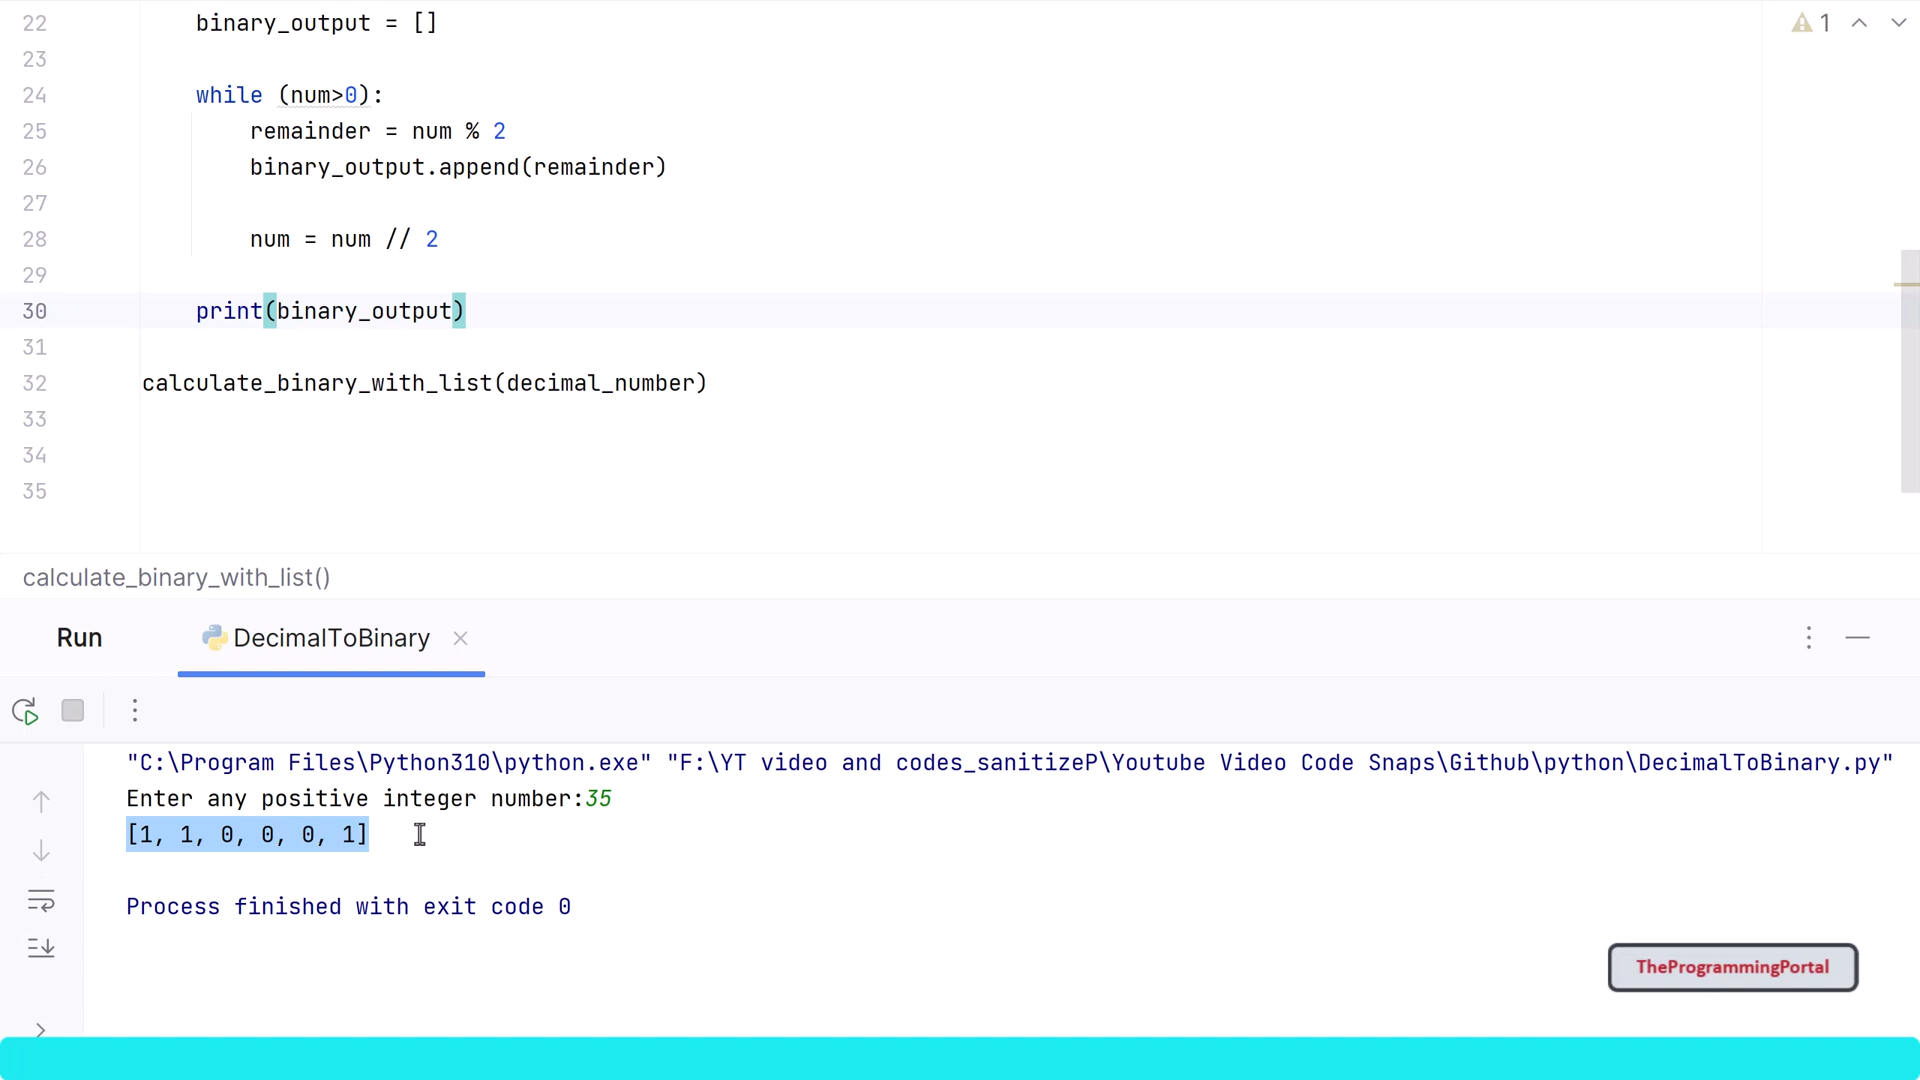 22 binary_output = []
23
24 while (num>0):
25 remainder = num % 2
26 binary_output.append(remainder)
27
28 num = num // 2
29
30 print(binary_output)
31
32 calculate_binary_with_list(decimal_number)
33
34
35
1
calculate_binary_with_list()
Run DecimalToBinary
"C:\Program Files\Python310\python.exe" "F:\YT video and codes_sanitizeP\Youtube Video Code Snaps\Github\python\DecimalToBinary.py"
Enter any positive integer number:35
[1, 1, 0, 0, 0, 1]
Process finished with exit code 0
TheProgrammingPortal